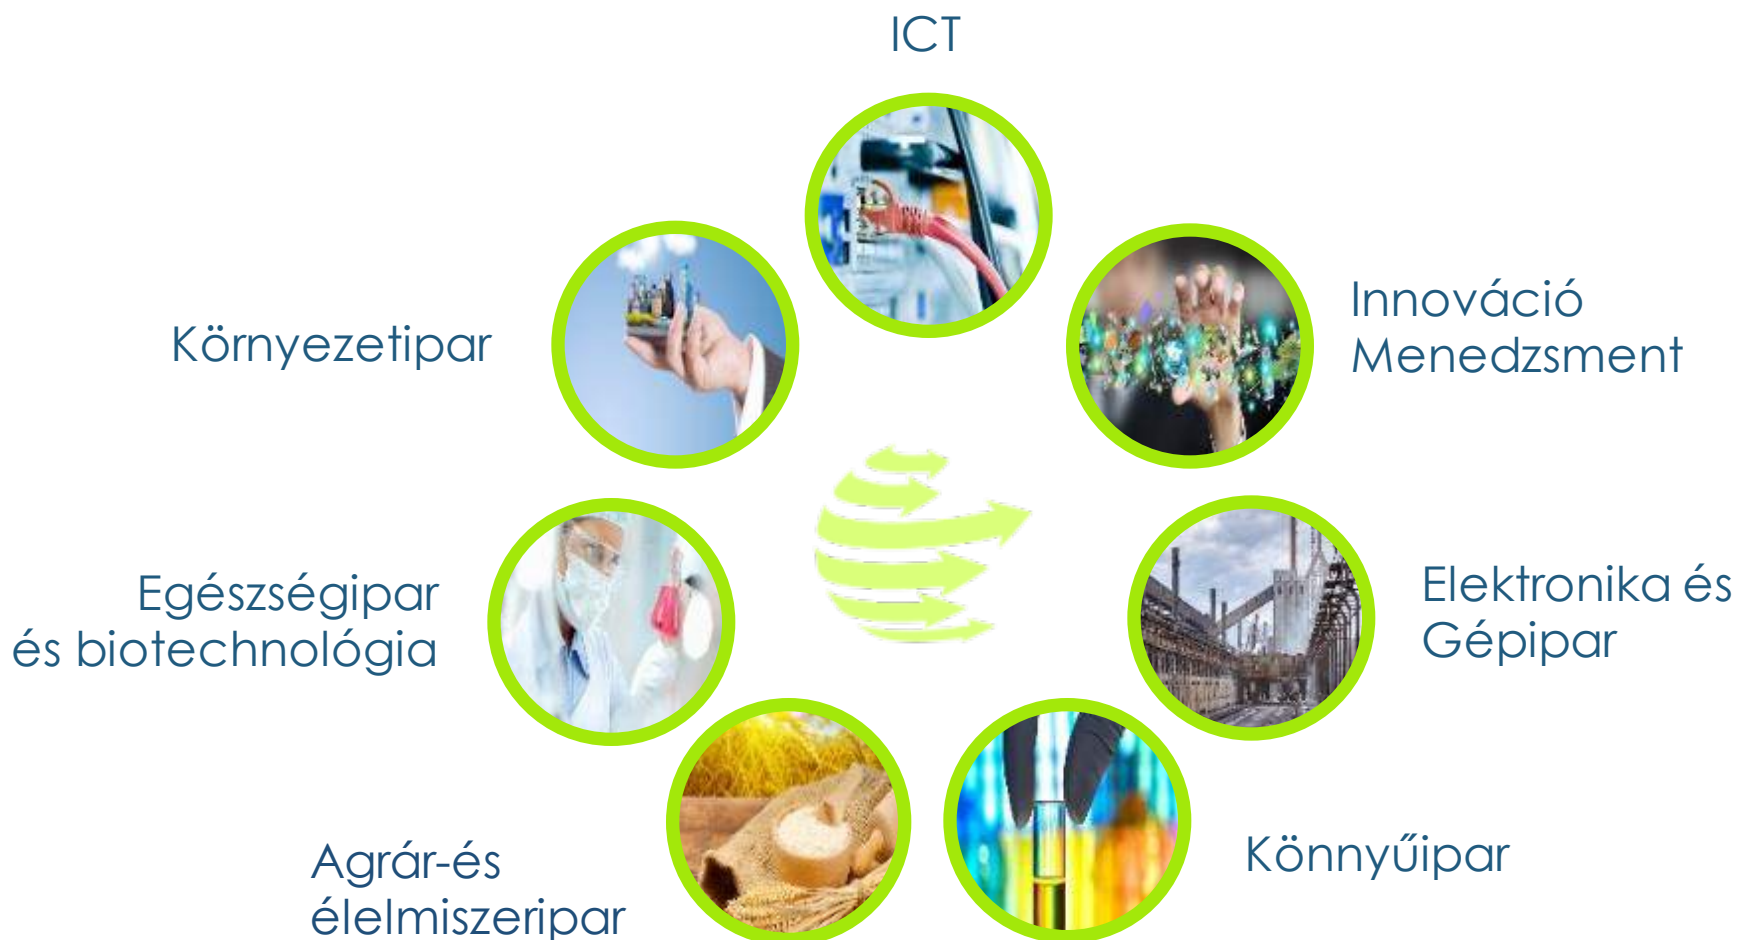 ICT
Innováció
Menedzsment
Elektronika és
Gépipar
Könnyűipar
Agrár-és
élelmiszeripar
Egészségipar
és biotechnológia
Környezetipar